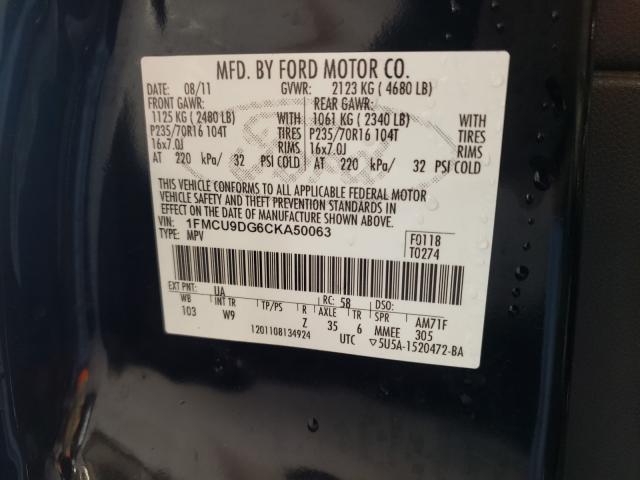 MFD. BY FORD MOTOR CO.
DATE: 08/11 GVWR: 2123 KG ( 4680 LB)
FRONT GAWR: REAR GAWR:
1125 KG ( 2480 LB) 1061 KG ( 2340 LB) WITH
P235/70R16 104T TIRES P235/70R16 104T TIRES
16x7.0J RIMS 16x7.0J RIMS
AT 220 kPa/ 32 PSI COLD AT 220 kPa/ 32 PSI COLD
THIS VEHICLE CONFORMS TO ALL APPLICABLE FEDERAL MOTOR
VEHICLE SAFETY AND THEFT PREVENTION STANDARDS IN
EFFECT ON THE DATE OF MANUFACTURE SHOWN ABOVE.
VIN: 1FMCU9DG6CKA50063
TYPE: MPV
F0118
T0274
EXT PNT: UA RC: 58 DSO:
WB INT TR TP/PS R AXLE TR SPR AM71F
103 W9 Z 35 6 MMEE 305
1201108134924 UTC ▽5U5A-1520472-BA